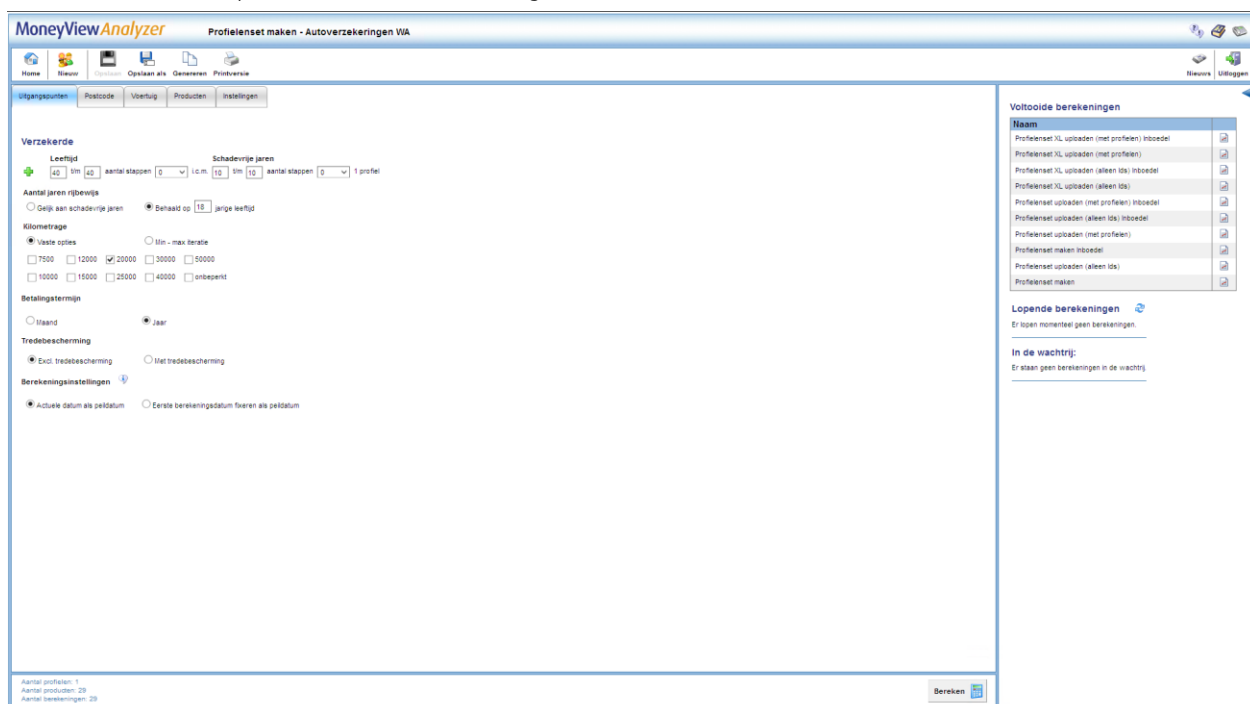 MoneyViewAnalyzer Profielenset maken - Autoverzekeringen WA
Home Nieuw Opslaan Opslaan als Genereren Printversie Nieuws Uitloggen
Uitgangspunten Postcode Voertuig Producten Instellingen
Verzekerde
Leeftijd Schadevrije jaren
40 t/m 40 aantal stappen 0 i.c.m. 10 t/m 10 aantal stappen 0 1 profiel
Aantal jaren rijbewijs
Gelijk aan schadevrije jaren Behaald op 18 jarige leeftijd
Kilometrage
Vaste opties Min - max iteratie
7500 12000 20000 30000 50000
10000 15000 25000 40000 onbeperkt
Betalingstermijn
Maand Jaar
Tredebescherming
Excl. tredebescherming Met tredebescherming
Berekeningsinstellingen
Actuele datum als peildatum Eerste berekeningsdatum fixeren als peildatum
Voltooide berekeningen
Naam
Profielenset XL uploaden (met profielen) Inboedel
Profielenset XL uploaden (met profielen)
Profielenset XL uploaden (alleen Ids) Inboedel
Profielenset XL uploaden (alleen Ids)
Profielenset uploaden (met profielen) Inboedel
Profielenset uploaden (alleen Ids) Inboedel
Profielenset uploaden (met profielen)
Profielenset maken Inboedel
Profielenset uploaden (alleen Ids)
Profielenset maken
Lopende berekeningen
Er lopen momenteel geen berekeningen.
In de wachtrij:
Er staan geen berekeningen in de wachtrij.
Aantal profielen: 1
Aantal producten: 29
Aantal berekeningen: 29
Bereken